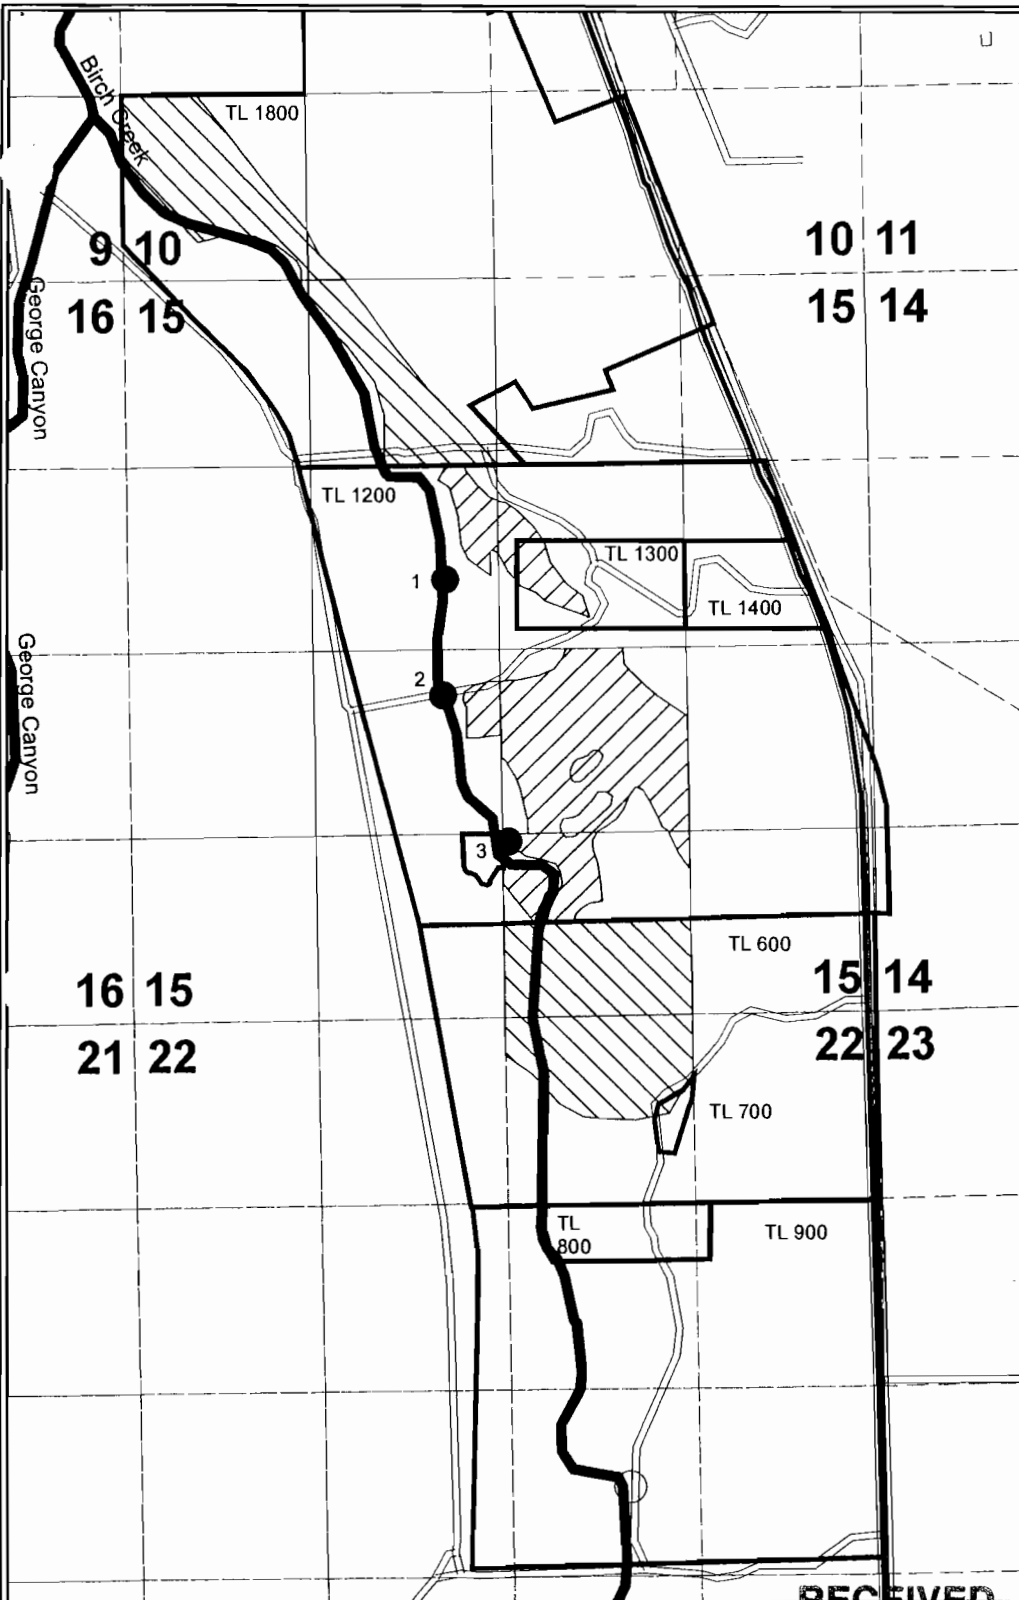 Birch Creek
TL 1800
9 10
16 15
10 11
15 14
George Canyon
TL 1200
1
TL 1300
TL 1400
George Canyon
2
3
TL 600
16 15
21 22
15 14
22 23
TL 700
TL
800
TL 900
RECEIVED